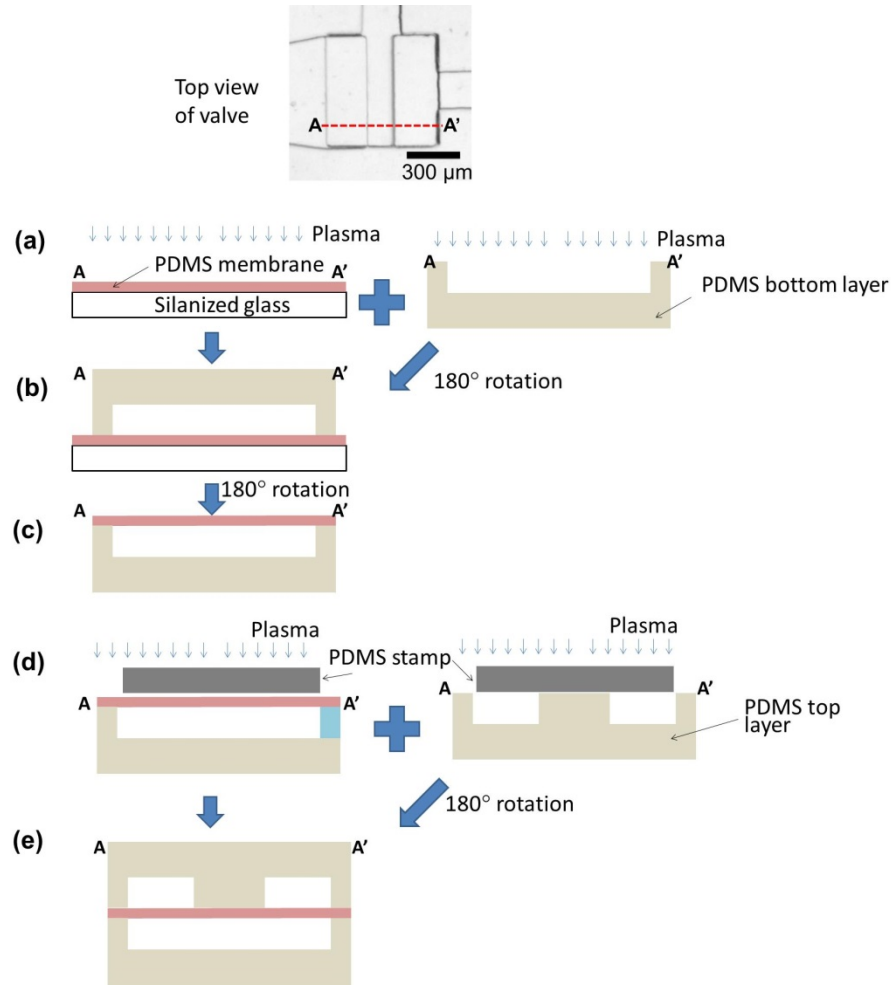 Top view
of valve
A A'
300 µm
(a)
Plasma
Plasma
PDMS membrane
A A'
A A'
Silanized glass
PDMS bottom layer
(b)
A A'
180° rotation
180° rotation
(c)
A A'
(d)
Plasma
Plasma
PDMS stamp
A A'
A A'
PDMS top
layer
180° rotation
(e)
A A'